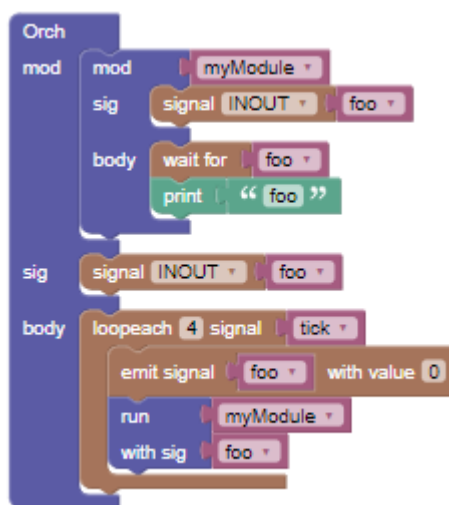 Orch
mod mod myModule
sig signal INOUT foo
body wait for foo
print “ foo ”
sig signal INOUT foo
body loopeach 4 signal tick
emit signal foo with value 0
run myModule
with sig foo